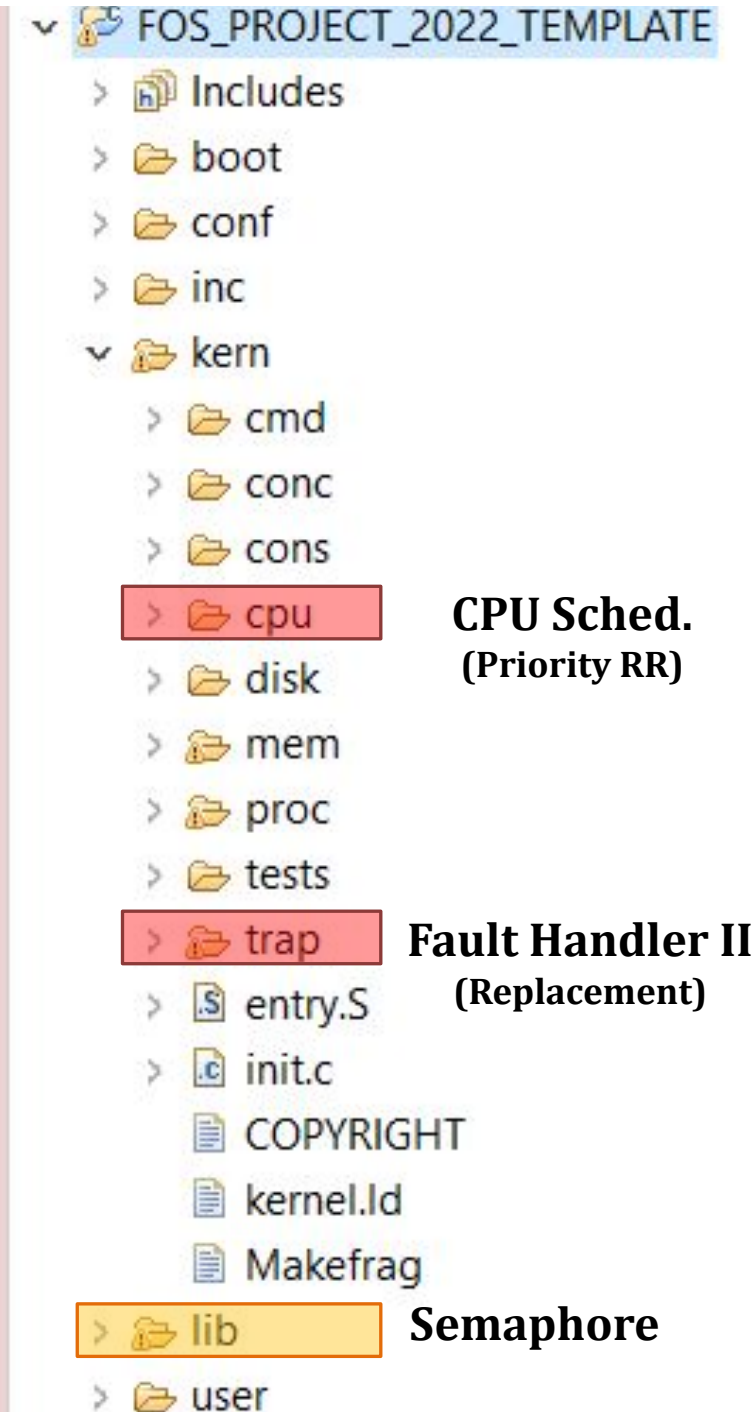 FOS_PROJECT_2022_TEMPLATE
Includes
boot
conf
inc
kern
cmd
conc
cons
cpu CPU Sched.
(Priority RR)
disk
mem
proc
tests
trap Fault Handler II
(Replacement)
.S entry.S
.c init.c
COPYRIGHT
kernel.ld
Makefrag
lib Semaphore
user